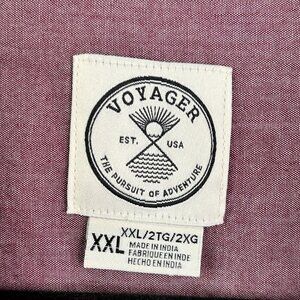 VOYAGER
EST. USA
THE PURSUIT OF ADVENTURE
XXL
XXL/2TG/2XG
MADE IN INDIA
FABRIQUE EN INDE
HECHO EN INDIA